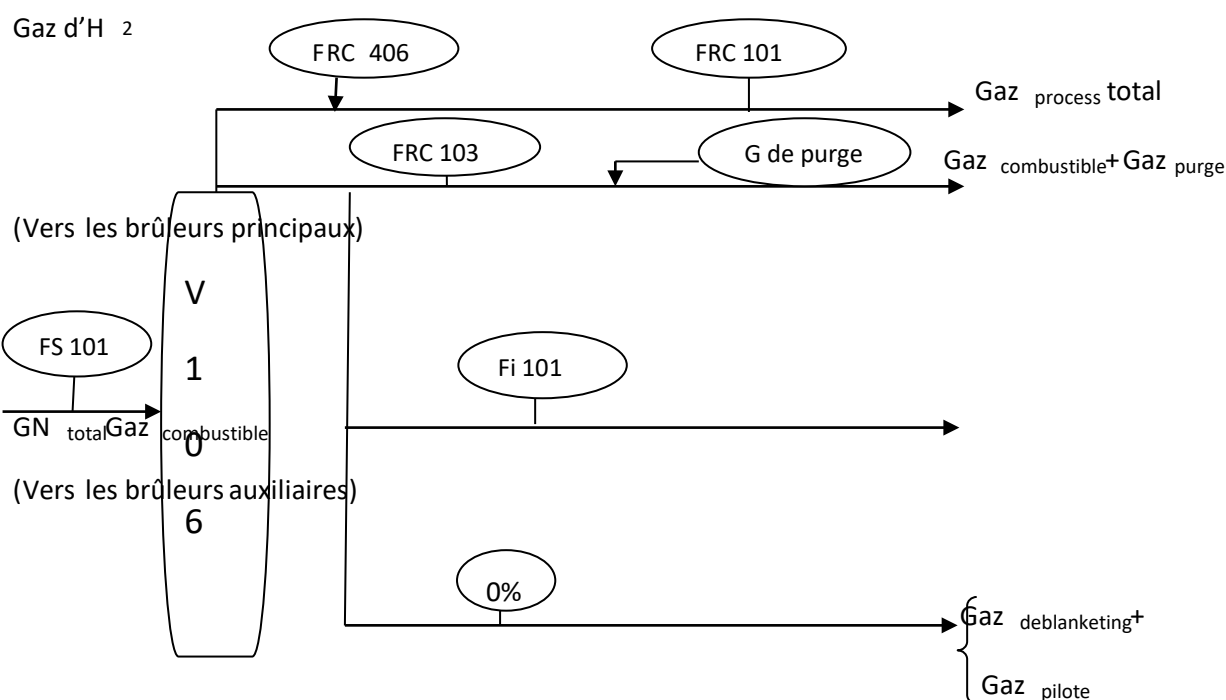 Gaz d’H 2
FRC 406
FRC 101
Gaz process total
FRC 103
G de purge
Gaz combustible+ Gaz purge
(Vers les brûleurs principaux)
V
1
0
6
FS 101
Fi 101
GN totalGaz combustible
(Vers les brûleurs auxiliaires)
0%
Gaz deblanketing+
Gaz pilote